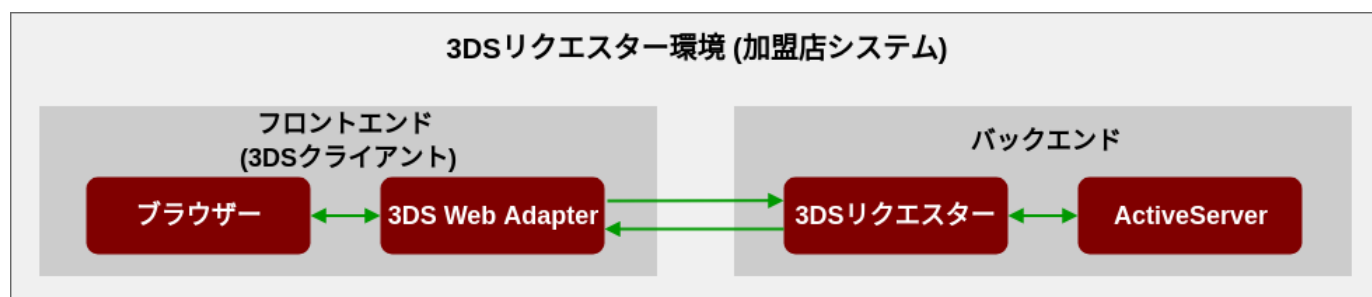 3DSリクエスター環境 (加盟店システム)
フロントエンド
(3DSクライアント)
バックエンド
ブラウザー
3DS Web Adapter
3DSリクエスター
ActiveServer